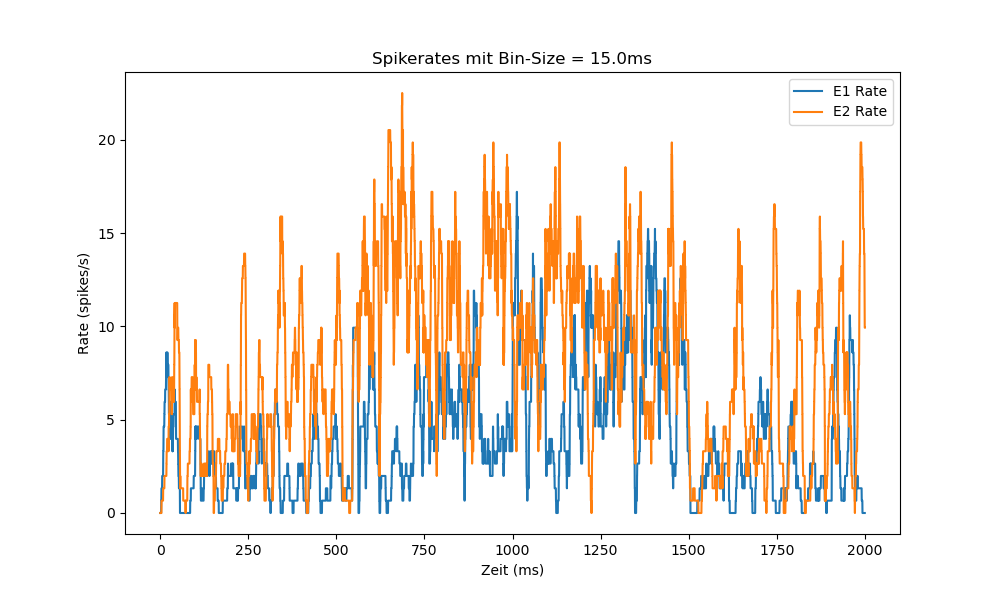 Spikerates mit Bin-Size = 15.0ms
E1 Rate
E2 Rate
Rate (spikes/s)
20
15
10
5
0
0 250 500 750 1000 1250 1500 1750 2000
Zeit (ms)